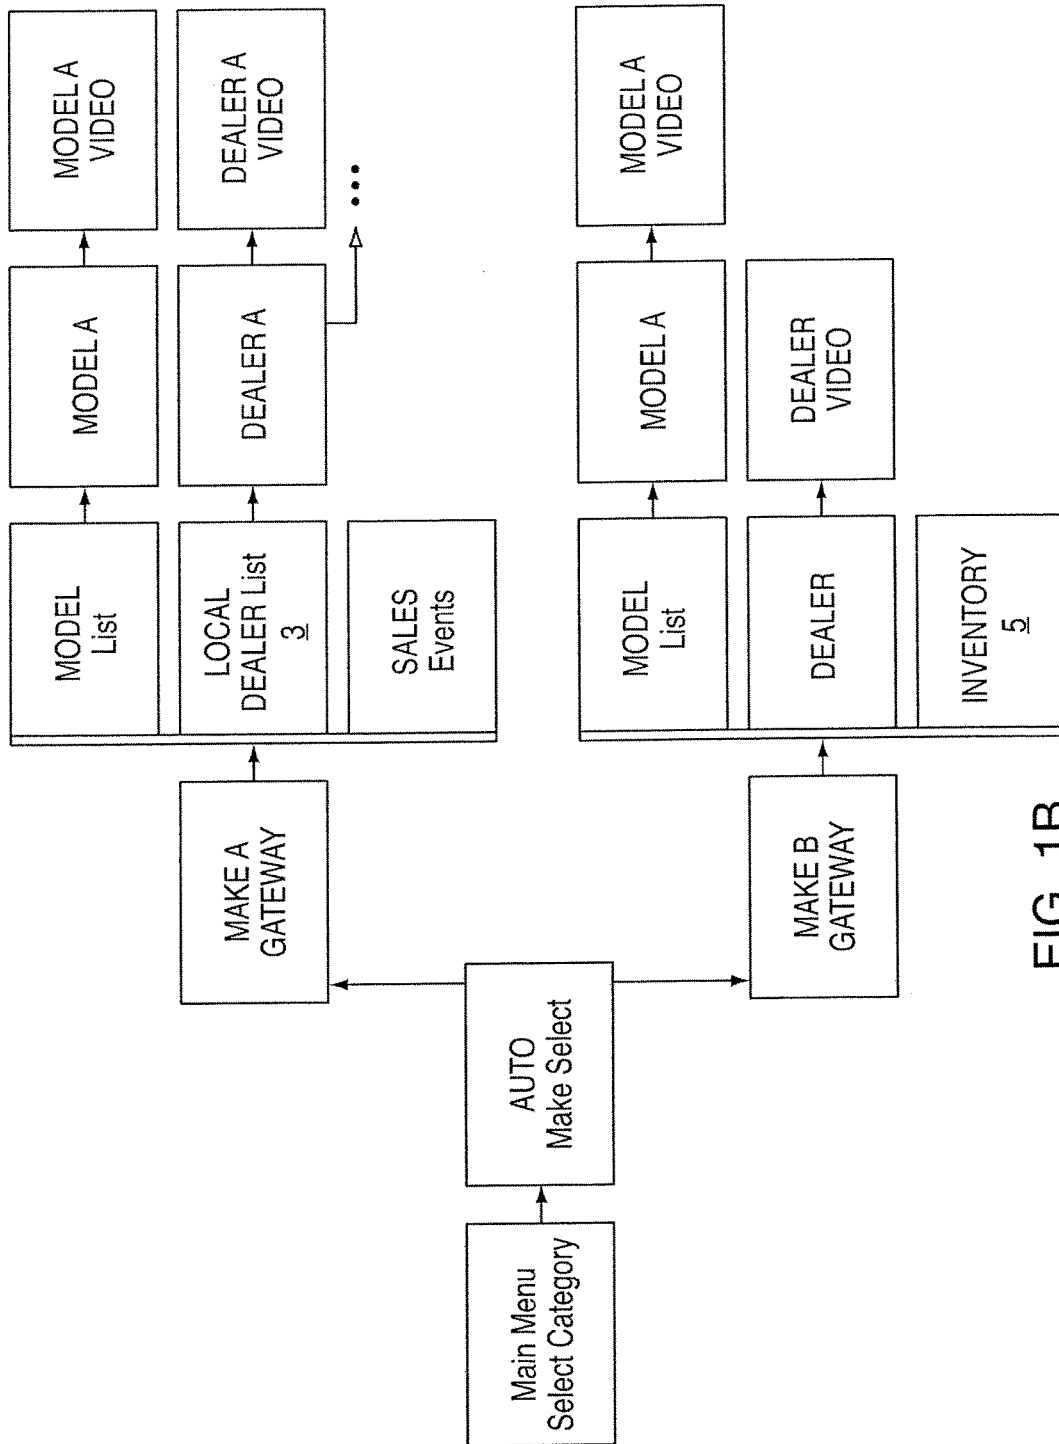 Main Menu
Select Category
AUTO
Make Select
MAKE A
GATEWAY
MODEL
List
MODEL A
MODEL A
VIDEO
LOCAL
DEALER List
3
DEALER A
DEALER A
VIDEO
•••
SALES
Events
MAKE B
GATEWAY
MODEL
List
MODEL A
MODEL A
VIDEO
DEALER
DEALER
VIDEO
INVENTORY
5
FIG. 1B